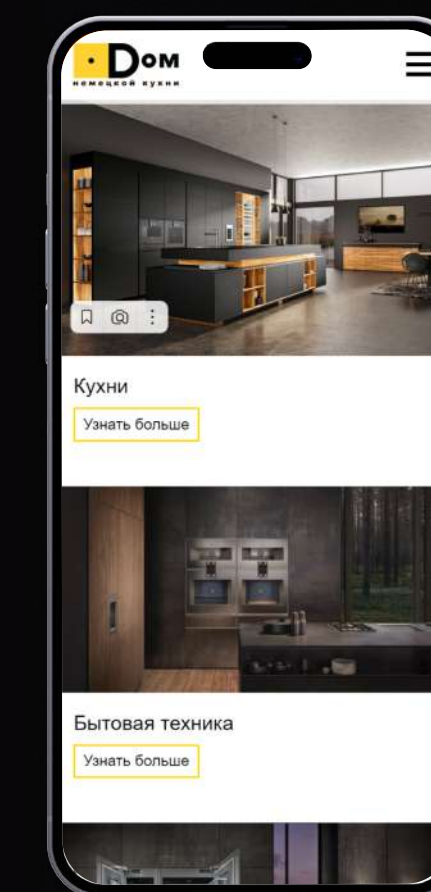 Dом
немецкой кухни
Кухни
Узнать больше
Бытовая техника
Узнать больше